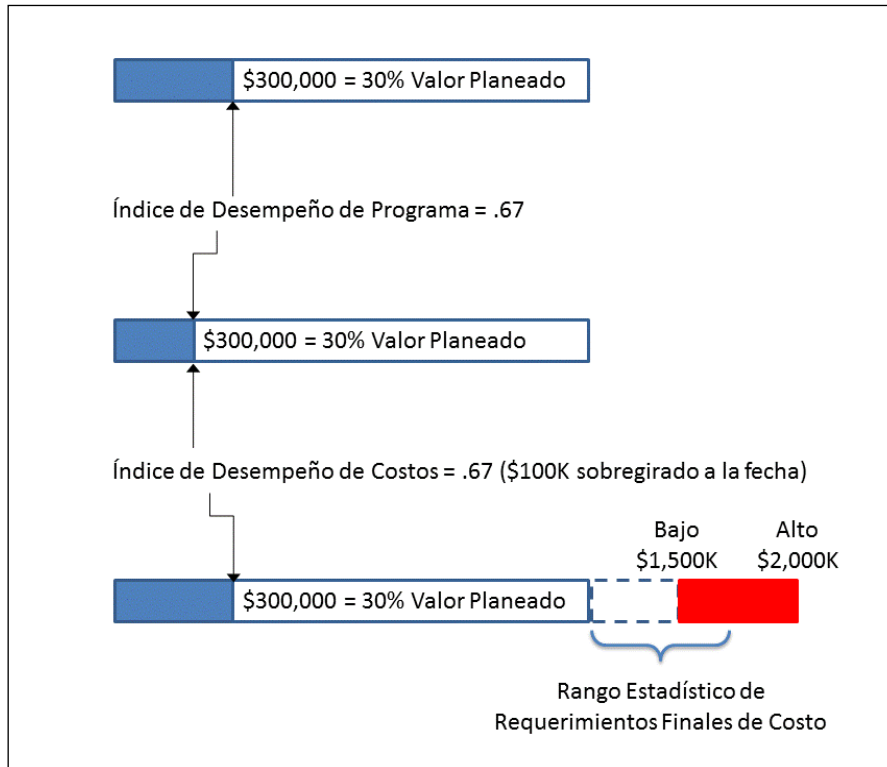 $300,000 = 30% Valor Planeado
Índice de Desempeño de Programa = .67
$300,000 = 30% Valor Planeado
Índice de Desempeño de Costos = .67 ($100K sobregirado a la fecha)
Bajo
$1,500K
Alto
$2,000K
$300,000 = 30% Valor Planeado
Rango Estadístico de
Requerimientos Finales de Costo